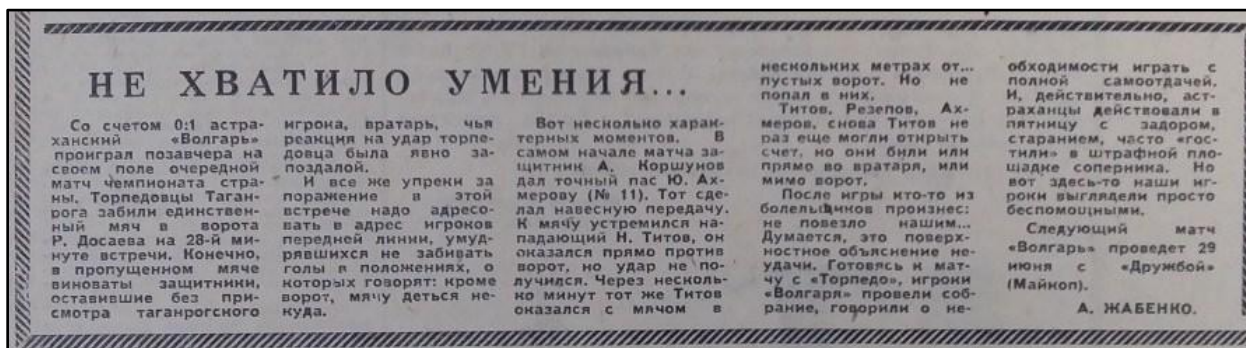 НЕ ХВАТИЛО УМЕНИЯ...
Со счетом 0:1 астра-
ханский «Волгарь»
проиграл позавчера на
своем поле очередной
матч чемпионата стра-
ны. Торпедовцы Таган-
рога забили единствен-
ный мяч в ворота
Р. Досаева на 28-й ми-
нуте встречи. Конечно,
в пропущенном мяче
виноваты защитники,
оставившие без при-
смотра таганрогского
игрока, вратарь, чья
реакция на удар торпе-
довца была явно за-
поздалой.
И все же упреки за
поражение в этой
встрече надо адресо-
вать в адрес игроков
передней линии, умуд-
рявшихся не забивать
голы в положениях, о
которых говорят: кроме
ворот, мячу деться не-
куда.
Вот несколько харак-
терных моментов. В
самом начале матча за-
щитник А. Коршунов
дал точный пас Ю. Ах-
мерову (№ 11). Тот сде-
лал навесную передачу.
К мячу устремился на-
падающий Н. Титов, он
оказался прямо против
ворот, но удар не по-
лучился. Через несколь-
ко минут тот же Титов
оказался с мячом в
нескольких метрах от...
пустых ворот. Но не
попал в них.
Титов, Резепов, Ах-
меров, снова Титов не
раз еще могли открыть
счет, но они били или
прямо во вратаря, или
мимо ворот.
После игры кто-то из
болельщиков произнес:
не повезло нашим...
Думается, это поверх-
ностное объяснение не-
удачи. Готовясь к мат-
чу с «Торпедо», игроки
«Волгаря» провели соб-
рание, говорили о не-
обходимости играть с
полной самоотдачей.
И, действительно, аст-
раханцы действовали в
пятницу с задором,
старанием, часто «гос-
тили» в штрафной пло-
щадке соперника. Но
вот здесь-то наши иг-
роки выглядели просто
беспомощными.
Следующий матч
«Волгарь» проведет 29
июня с «Дружбой»
(Майкоп).
А. ЖАБЕНКО.